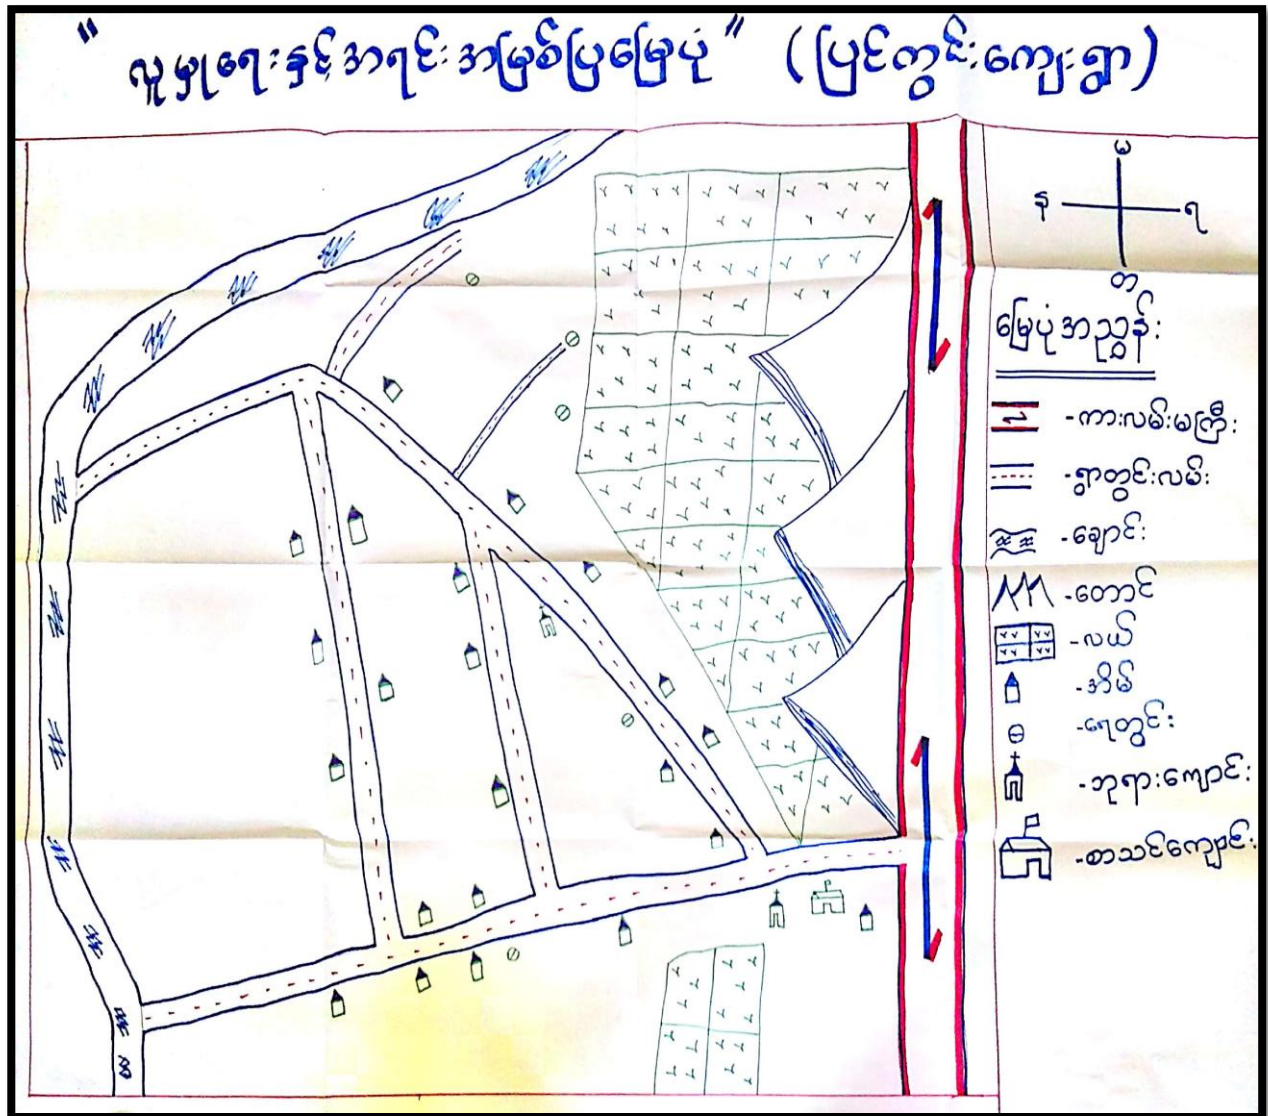 "လူမှုရေးနှင့်အရင်းအမြစ်ပြမြေပုံ" (ပြင်ကွင်းကျေးရွာ)
မ
န ရ
တ
မြေပုံအညွှန်း
-ကားလမ်းမကြီး
-ရွာတွင်းလမ်း
-ချောင်း
-တောင်
-လယ်
-အိမ်
-ရေတွင်း
-ဘုရားကျောင်း
-စာသင်ကျောင်း